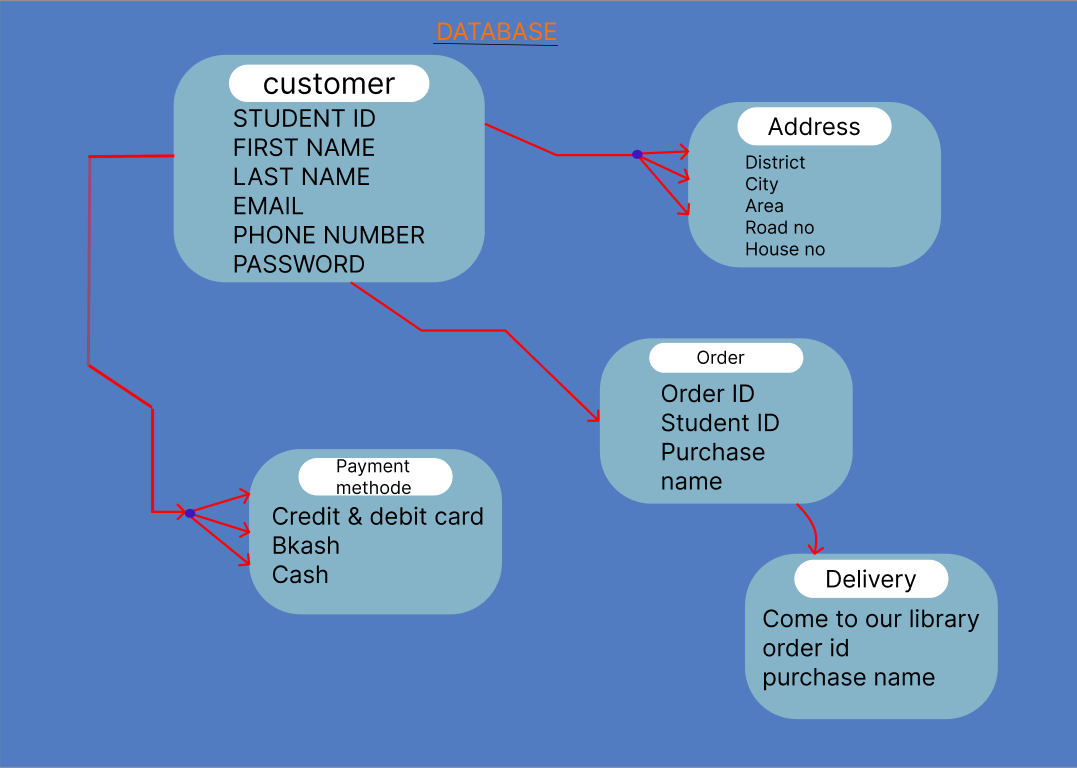 DATABASE
customer
STUDENT ID
FIRST NAME
LAST NAME
EMAIL
PHONE NUMBER
PASSWORD
Address
District
City
Area
Road no
House no
Order
Order ID
Student ID
Purchase
name
Payment
methode
Credit & debit card
Bkash
Cash
Delivery
Come to our library
order id
purchase name